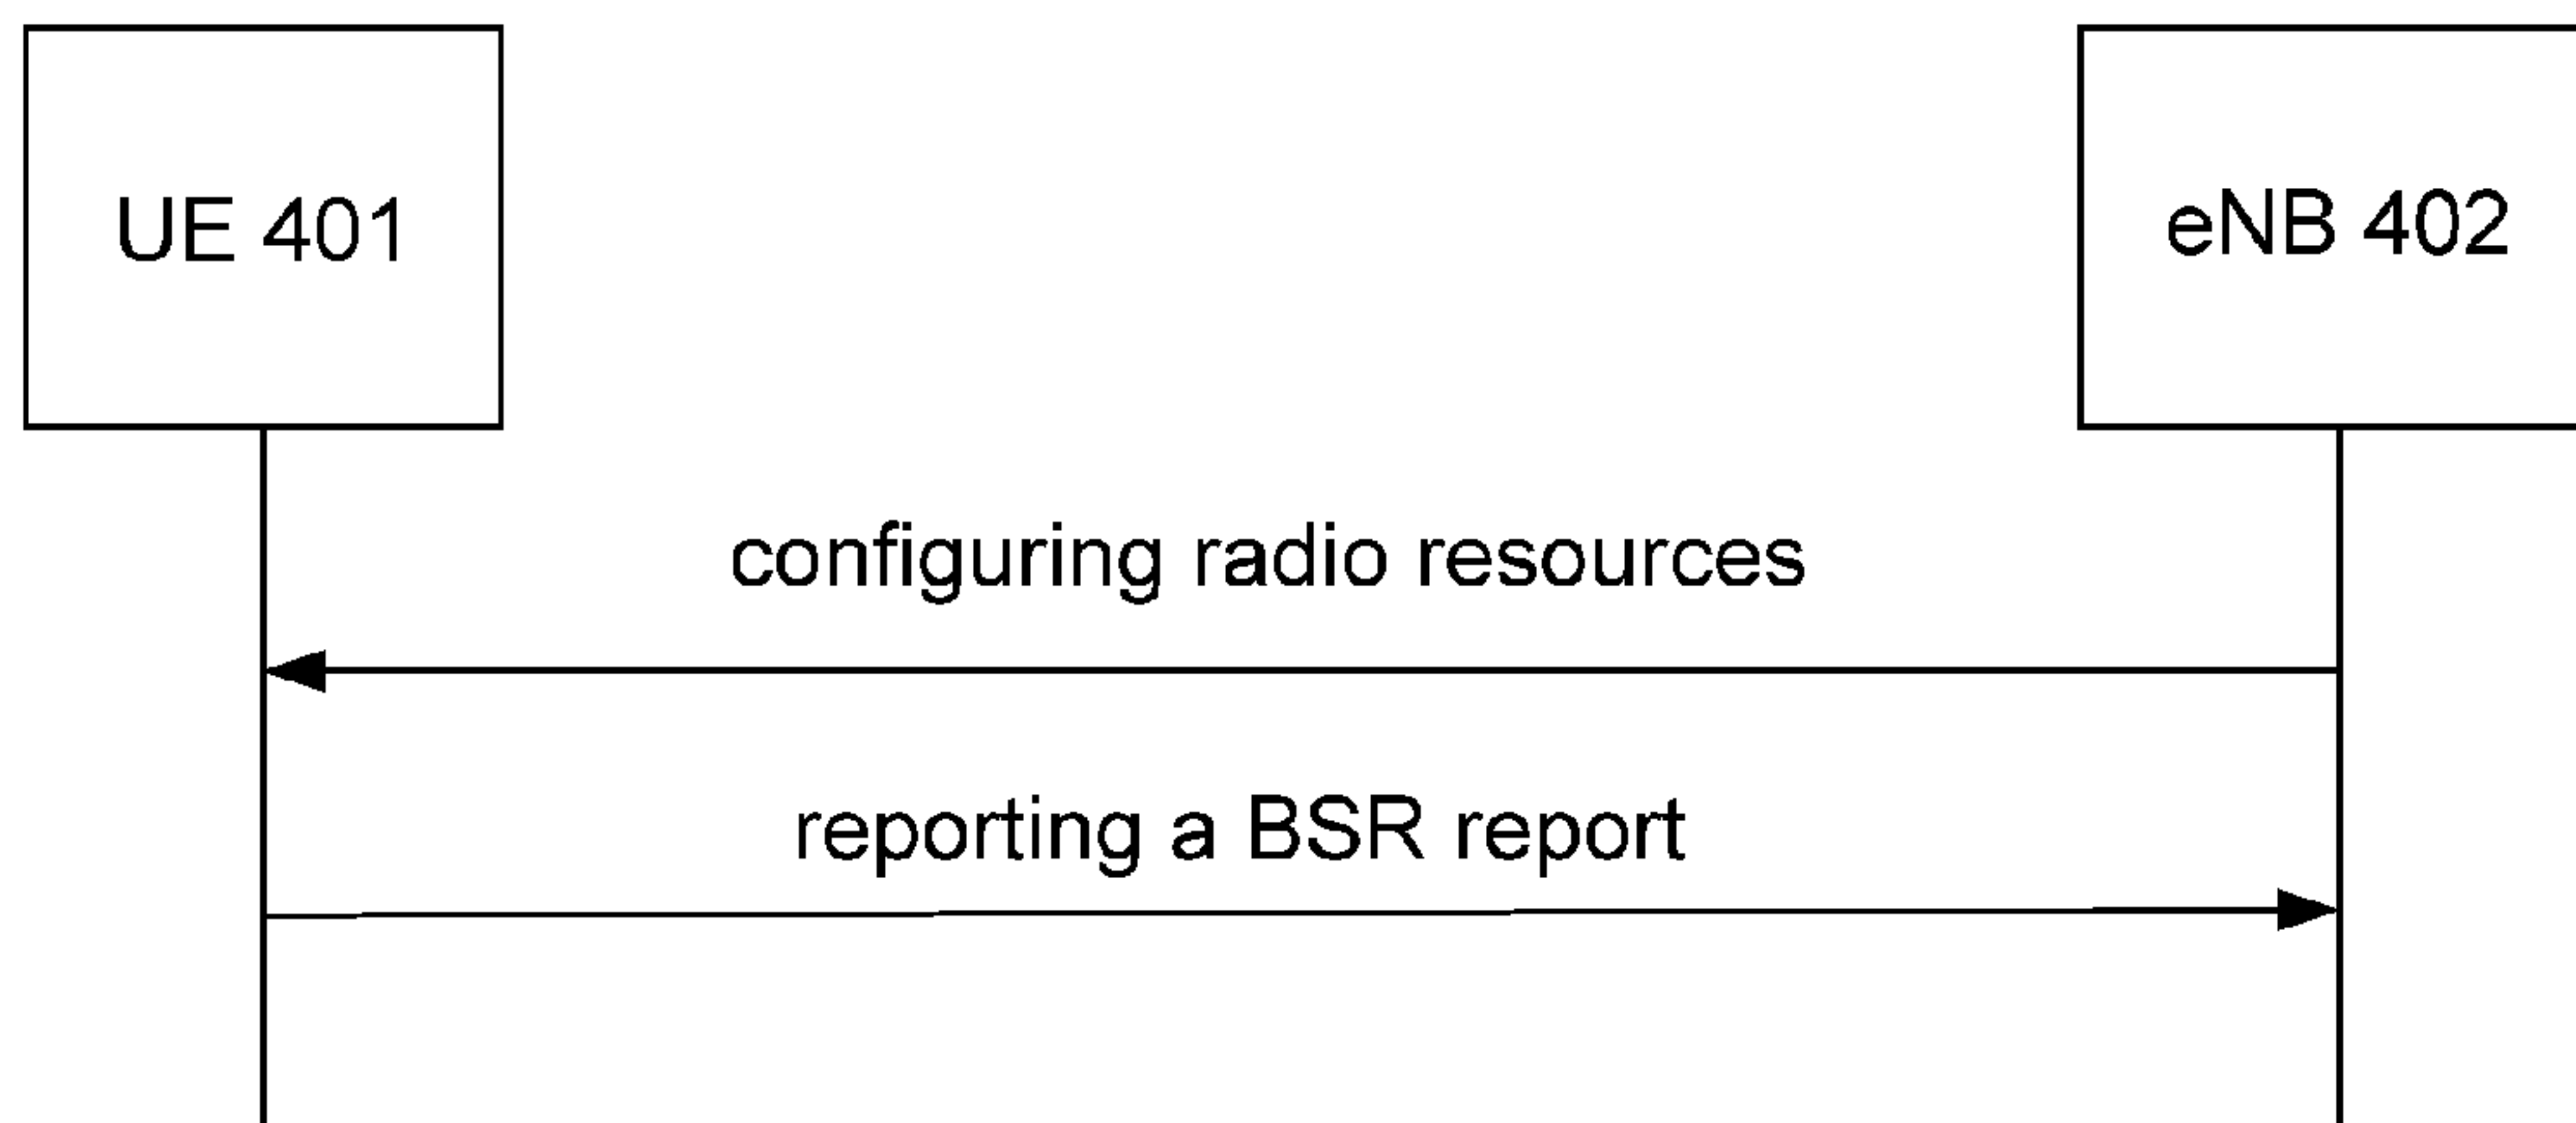 UE 401
eNB 402
configuring radio resources
reporting a BSR report